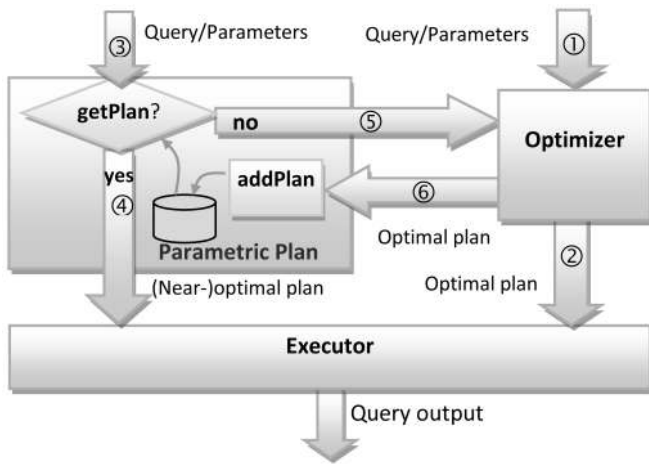 ③ Query/Parameters
Query/Parameters ①
getPlan?
no ⑤
Optimizer
yes
④
addPlan
⑥
Optimal plan
Parametric Plan
②
(Near-)optimal plan
Optimal plan
Executor
Query output